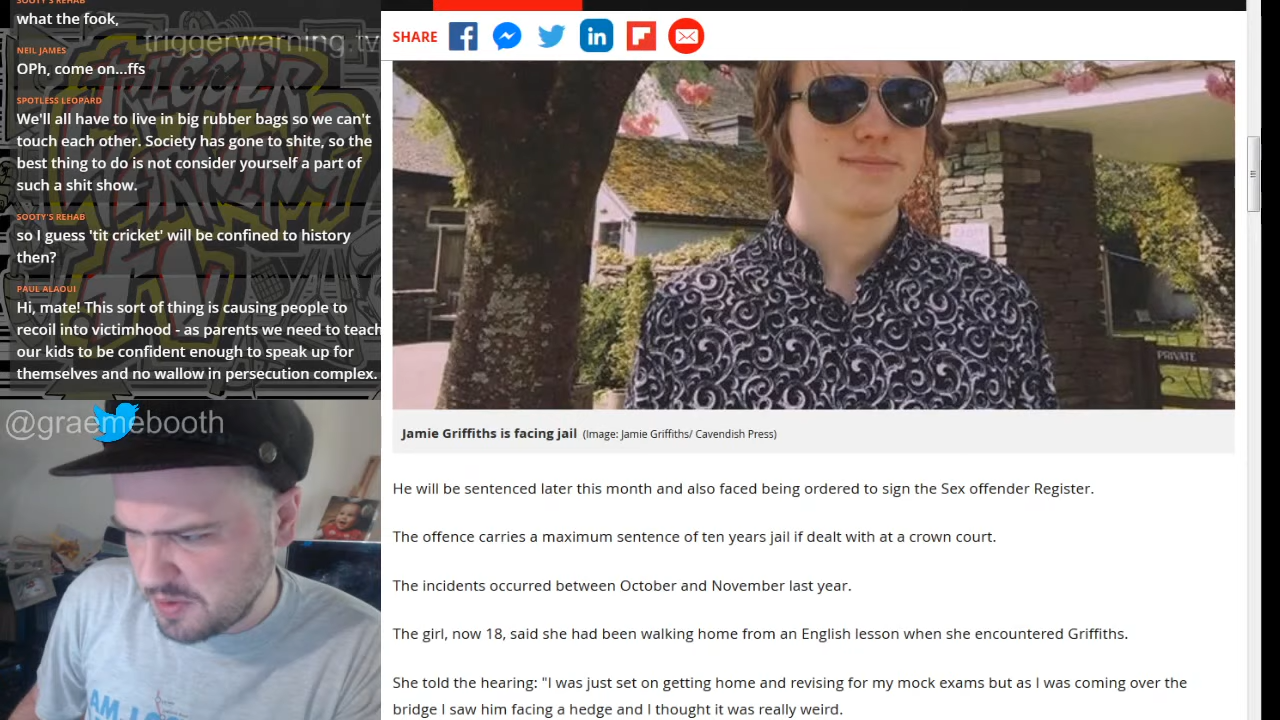 SOOTY'S REHAB
what the fook,
triggerwarning.tv
NEIL JAMES
OPh, come on...ffs
SPOTLESS LEOPARD
We'll all have to live in big rubber bags so we can't
touch each other. Society has gone to shite, so the
best thing to do is not consider yourself a part of
such a shit show.
SOOTY'S REHAB
so I guess 'tit cricket' will be confined to history
then?
PAUL ALAOUI
Hi, mate! This sort of thing is causing people to
recoil into victimhood - as parents we need to teach
our kids to be confident enough to speak up for
themselves and no wallow in persecution complex.
@graemebooth
SHARE
PRIVATE
Jamie Griffiths is facing jail (Image: Jamie Griffiths/ Cavendish Press)
He will be sentenced later this month and also faced being ordered to sign the Sex offender Register.
The offence carries a maximum sentence of ten years jail if dealt with at a crown court.
The incidents occurred between October and November last year.
The girl, now 18, said she had been walking home from an English lesson when she encountered Griffiths.
She told the hearing: "I was just set on getting home and revising for my mock exams but as I was coming over the
bridge I saw him facing a hedge and I thought it was really weird.